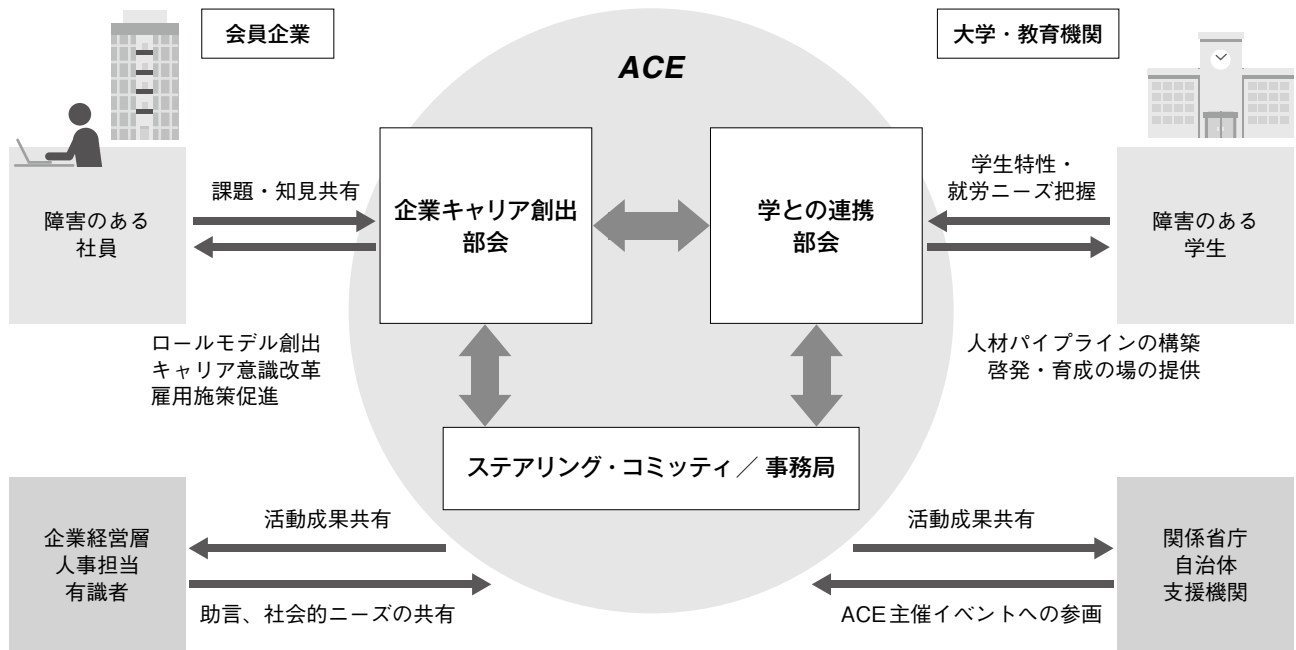 会員企業
ACE
大学・教育機関
障害のある
社員
課題・知見共有
企業キャリア創出
部会
学との連携
部会
学生特性・
就労ニーズ把握
障害のある
学生
ロールモデル創出
キャリア意識改革
雇用施策促進
人材パイプラインの構築
啓発・育成の場の提供
ステアリング・コミッティ／事務局
企業経営層
人事担当
有識者
活動成果共有
助言、社会的ニーズの共有
活動成果共有
ACE主催イベントへの参画
関係省庁
自治体
支援機関